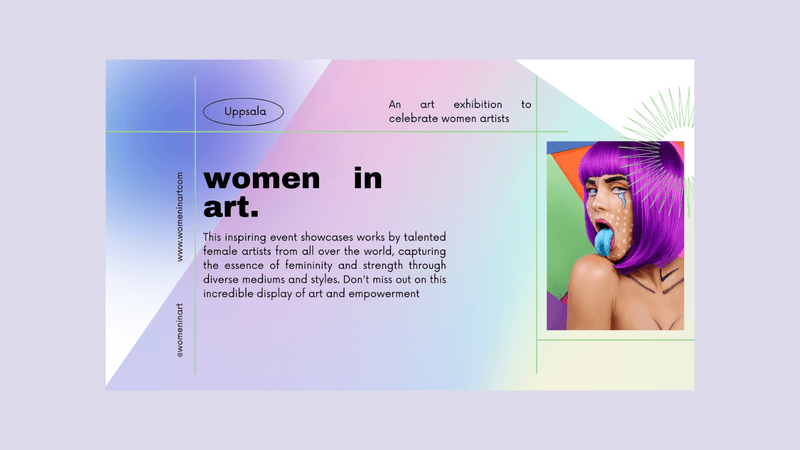 Uppsala
An art exhibition to
celebrate women artists
women in
art.
This inspiring event showcases works by talented
female artists from all over the world, capturing
the essence of femininity and strength through
diverse mediums and styles. Don't miss out on this
incredible display of art and empowerment
www.womeninart.com
@womeninart